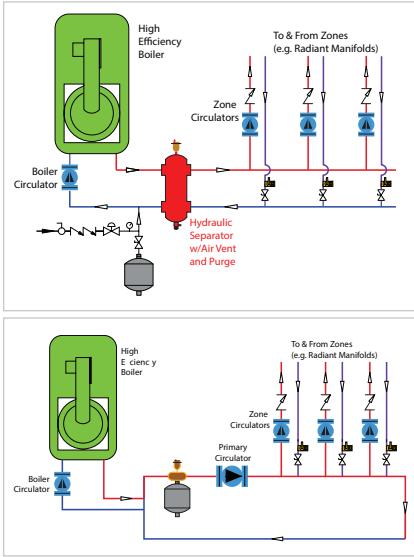 High
Efficiency
Boiler
To & From Zones
(e.g. Radiant Manifolds)
Zone
Circulators
Boiler
Circulator
Hydraulic
Separator
w/Air Vent
and Purge
High
E ciency
Boiler
To & From Zones
(e.g. Radiant Manifolds)
Zone
Circulators
Primary
Circulator
Boiler
Circulator